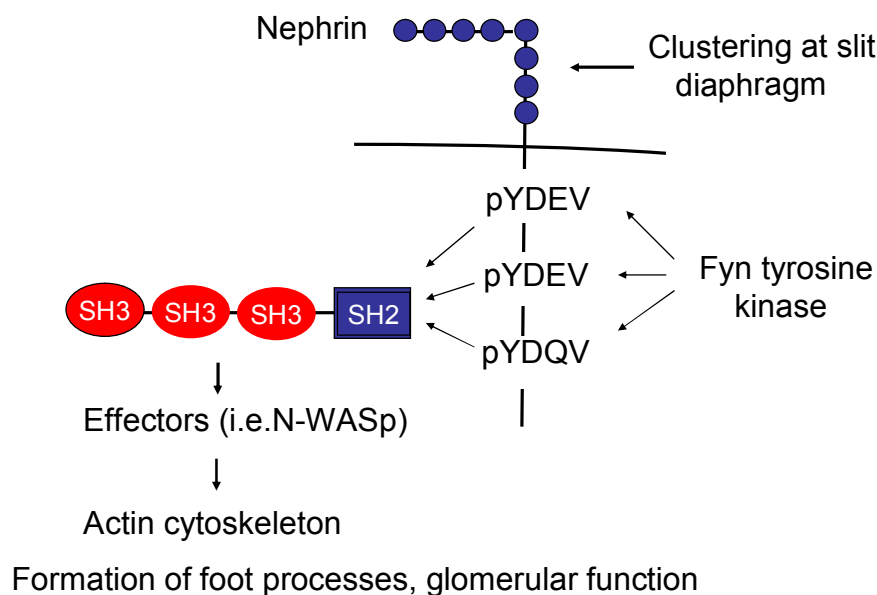 Nephrin
Clustering at slit
diaphragm
pYDEV
pYDEV
Fyn tyrosine
kinase
SH3 SH3 SH3 SH2
pYDQV
Effectors (i.e.N-WASp)
Actin cytoskeleton
Formation of foot processes, glomerular function